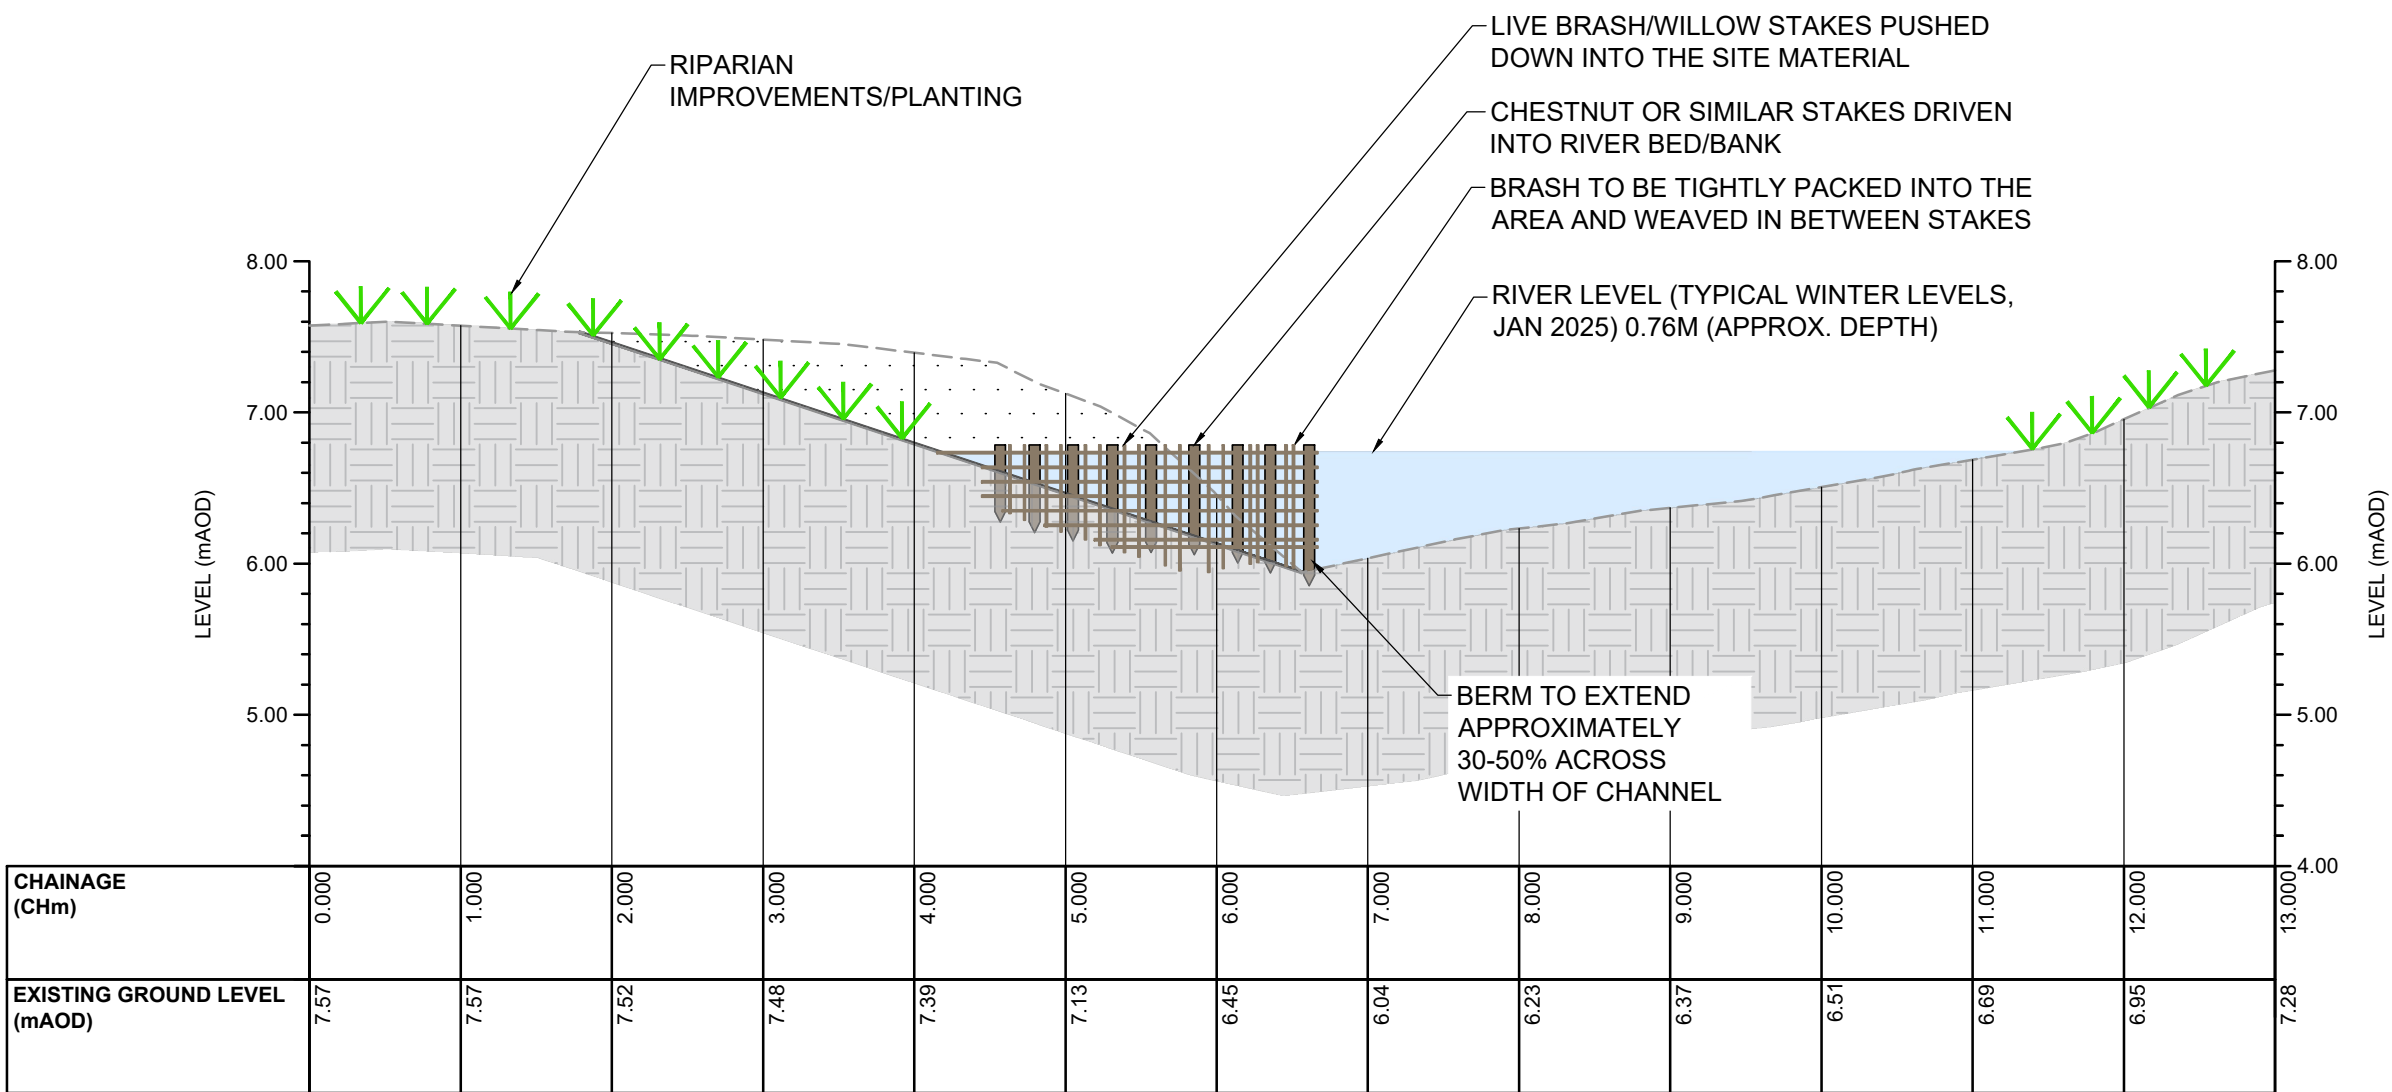 LIVE BRASH/WILLOW STAKES PUSHED
DOWN INTO THE SITE MATERIAL
RIPARIAN
IMPROVEMENTS/PLANTING
CHESTNUT OR SIMILAR STAKES DRIVEN
INTO RIVER BED/BANK
BRASH TO BE TIGHTLY PACKED INTO THE
AREA AND WEAVED IN BETWEEN STAKES
RIVER LEVEL (TYPICAL WINTER LEVELS,
JAN 2025) 0.76M (APPROX. DEPTH)
8.00
7.00
6.00
5.00
LEVEL (mAOD)
8.00
7.00
6.00
5.00
4.00
LEVEL (mAOD)
BERM TO EXTEND
APPROXIMATELY
30-50% ACROSS
WIDTH OF CHANNEL
CHAINAGE
(CHm)
0.000
1.000
2.000
3.000
4.000
5.000
6.000
7.000
8.000
9.000
10.000
11.000
12.000
13.000
EXISTING GROUND LEVEL
(mAOD)
7.57
7.57
7.52
7.48
7.39
7.13
6.45
6.04
6.23
6.37
6.51
6.69
6.95
7.28